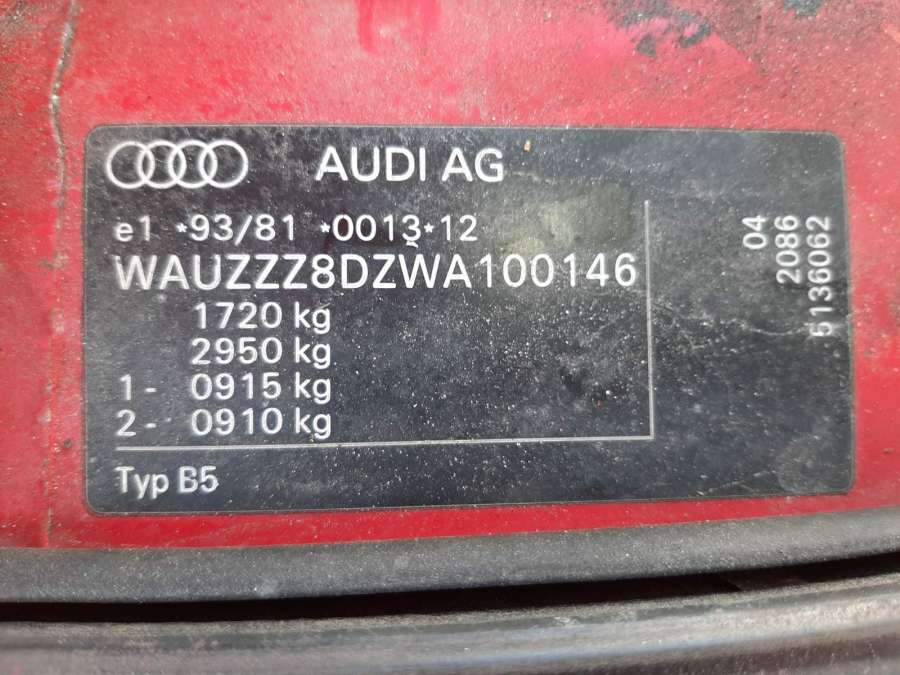 AUDI AG
e1 *93/81 *0013*12
WAUZZZ8DZWA100146
1720 kg
2950 kg
1- 0915 kg
2- 0910 kg
Typ B5
04
2086
5136062